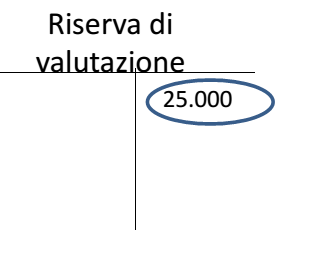 Riserva di
valutazione
25.000